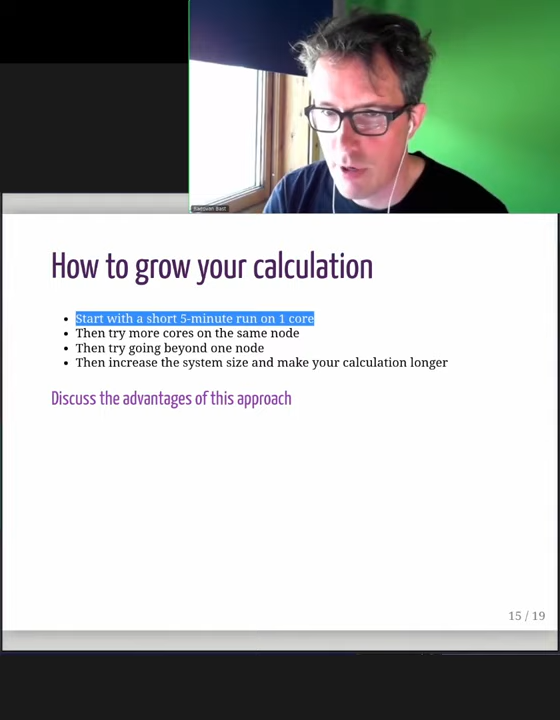 Radovan Bast
How to grow your calculation
Start with a short 5-minute run on 1 core
Then try more cores on the same node
Then try going beyond one node
Then increase the system size and make your calculation longer
Discuss the advantages of this approach
15 / 19